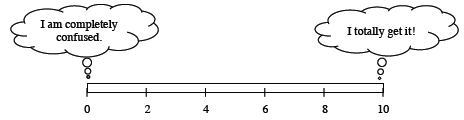 I am completely
confused.
I totally get it!
0 2 4 6 8 10